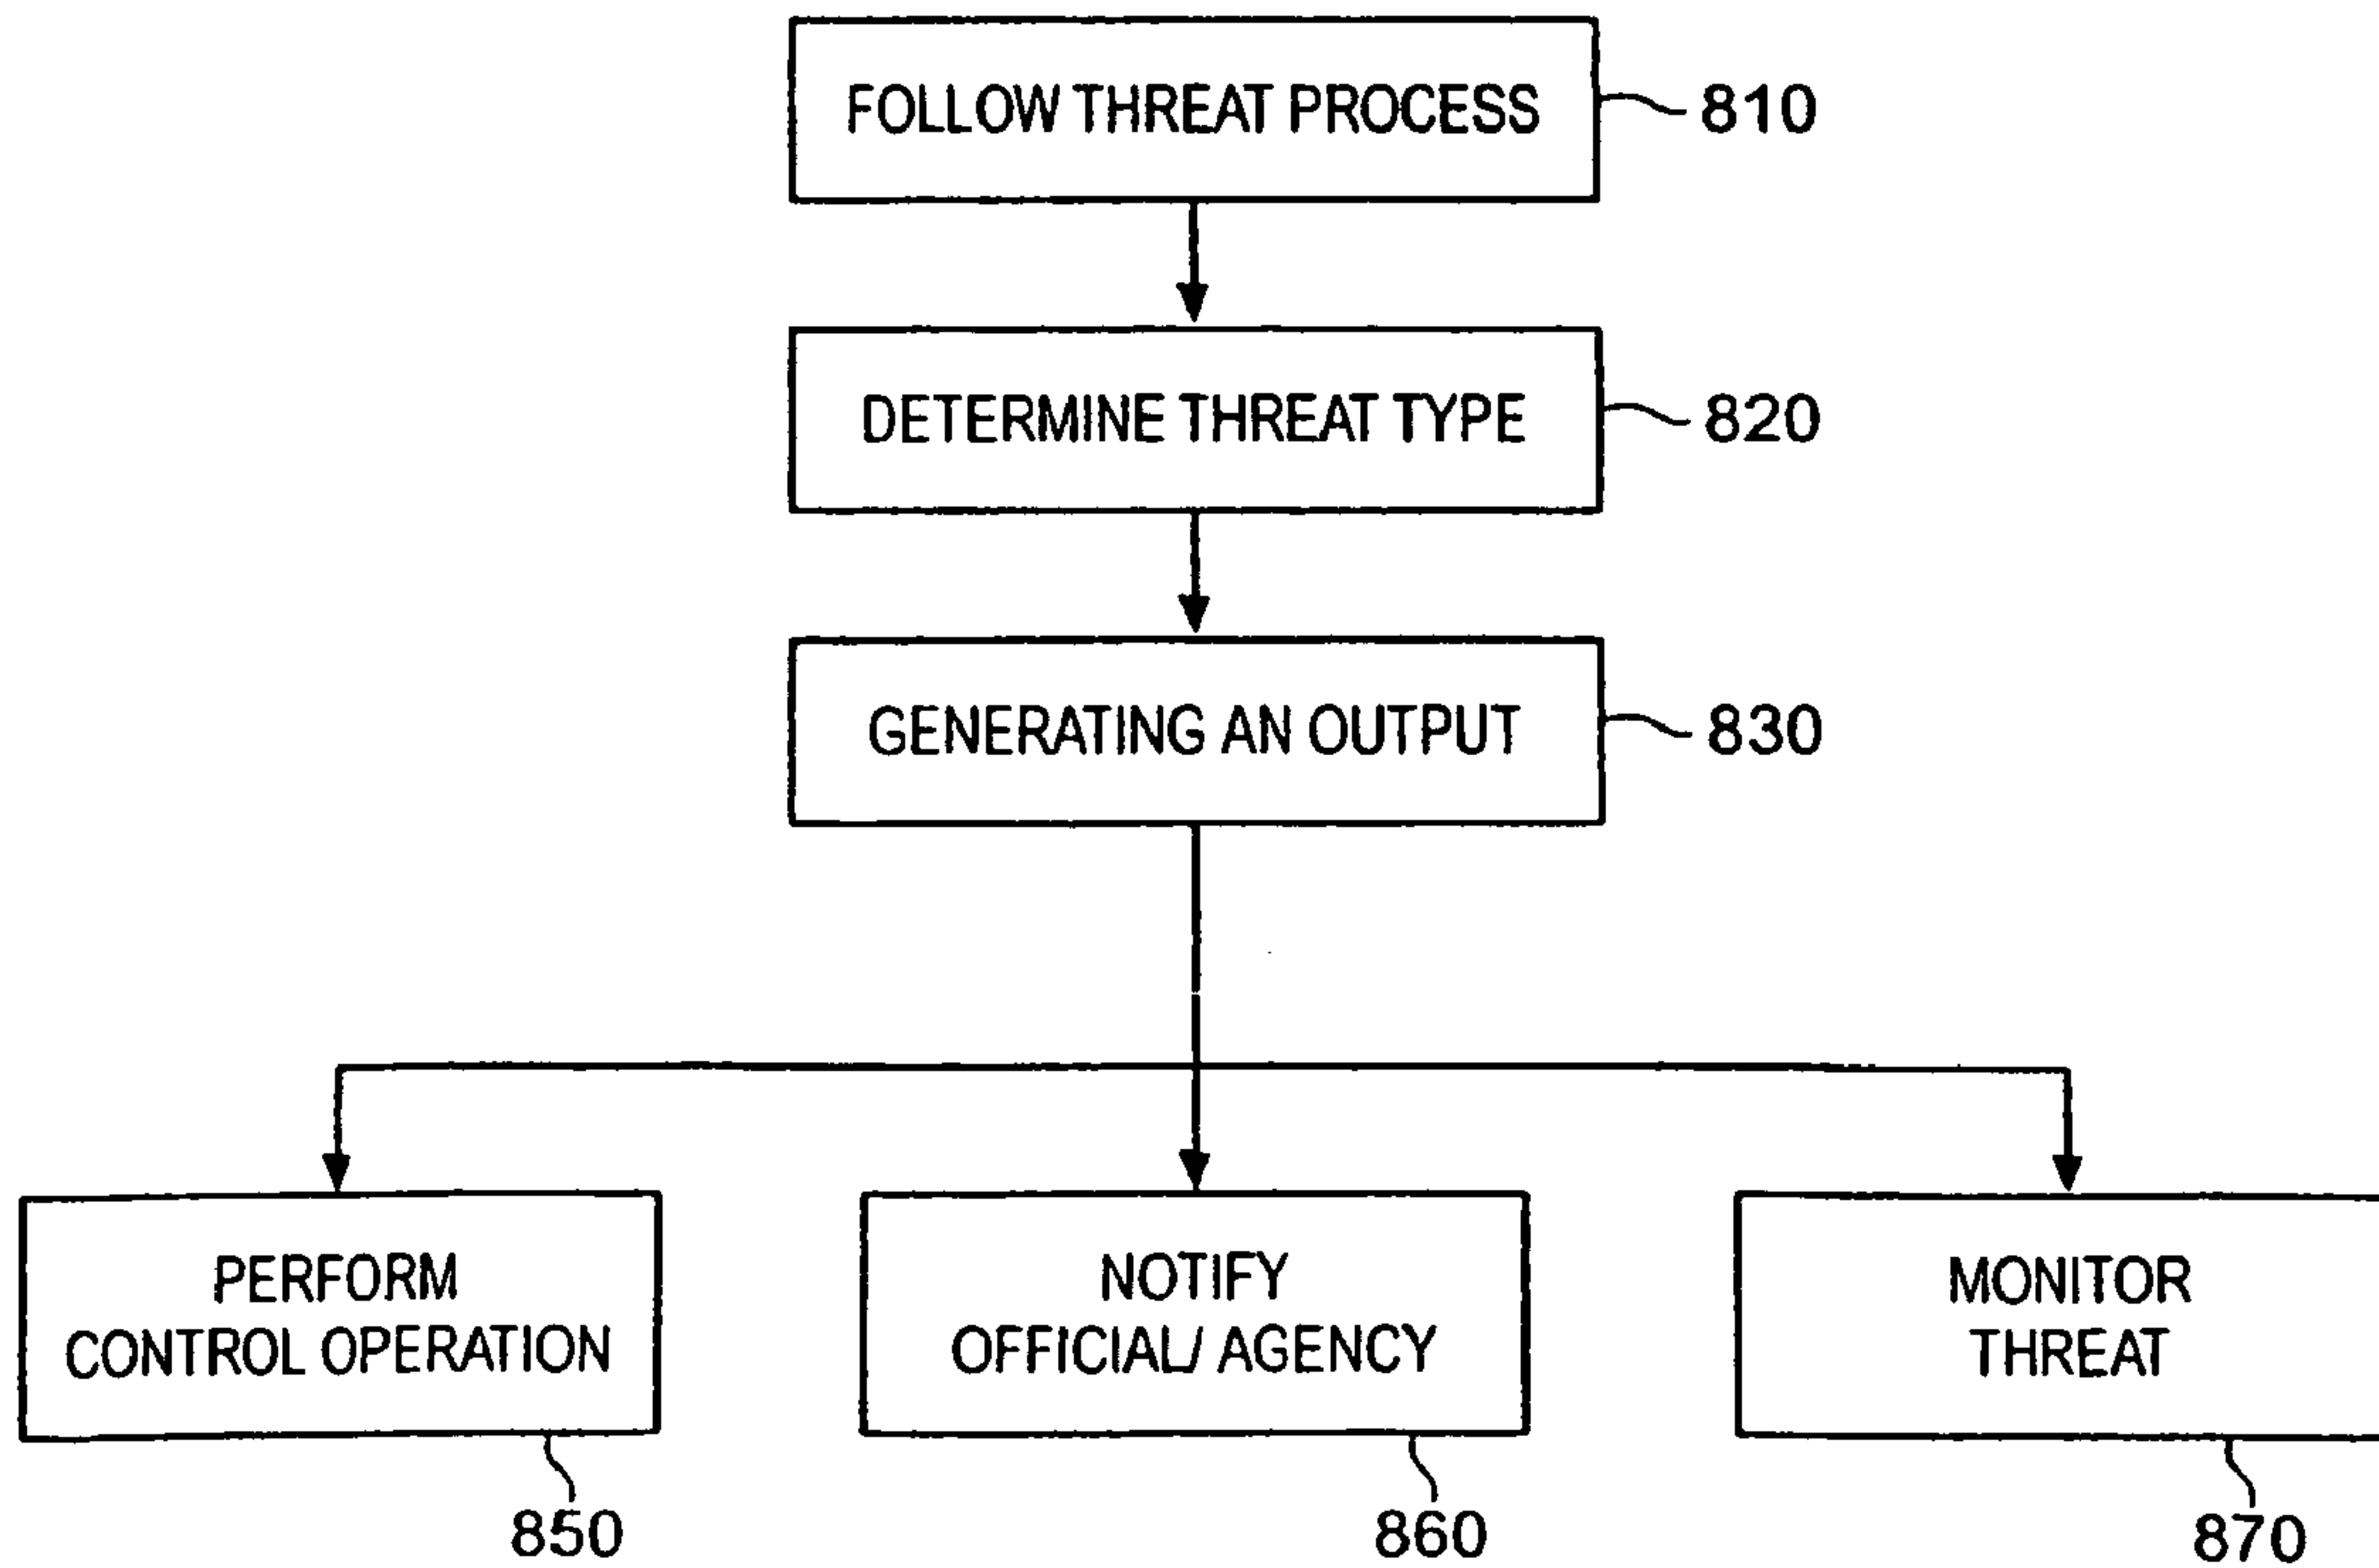 FOLLOW THREAT PROCESS
810
DETERMINE THREAT TYPE
820
GENERATING AN OUTPUT
830
PERFORM
CONTROL OPERATION
850
NOTIFY
OFFICIAL/ AGENCY
860
MONITOR
THREAT
870